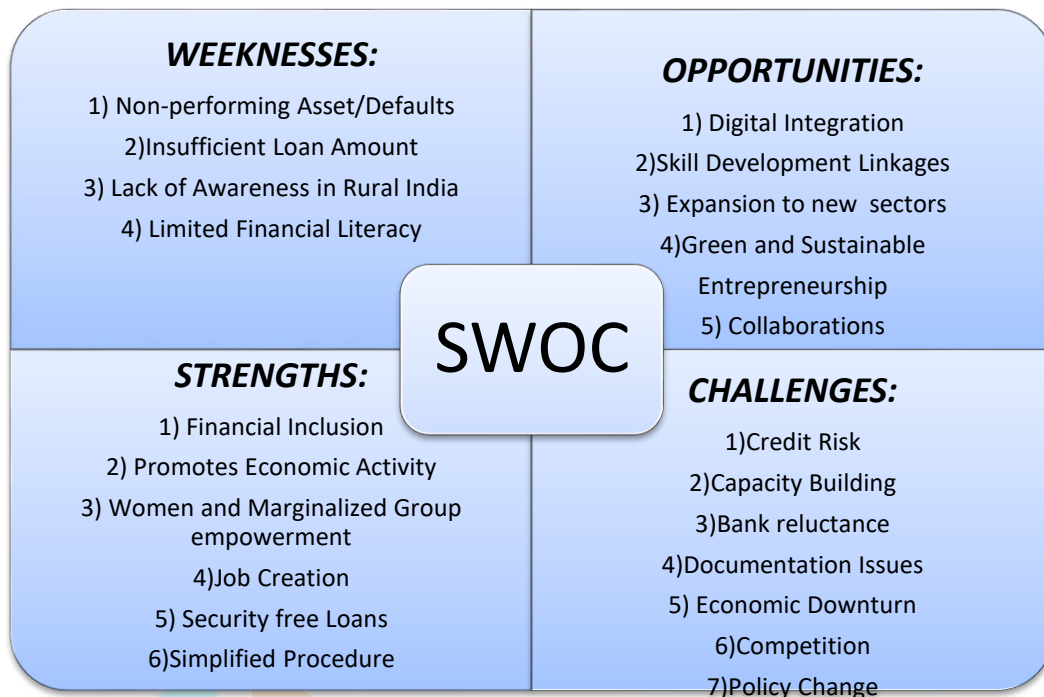 WEEKNESSES:
1) Non-performing Asset/Defaults
2)Insufficient Loan Amount
3) Lack of Awareness in Rural India
4) Limited Financial Literacy
OPPORTUNITIES:
1) Digital Integration
2)Skill Development Linkages
3) Expansion to new sectors
4)Green and Sustainable
Entrepreneurship
5) Collaborations
SWOC
STRENGTHS:
1) Financial Inclusion
2) Promotes Economic Activity
3) Women and Marginalized Group
empowerment
4)Job Creation
5) Security free Loans
6)Simplified Procedure
CHALLENGES:
1)Credit Risk
2)Capacity Building
3)Bank reluctance
4)Documentation Issues
5) Economic Downturn
6)Competition
7)Policy Change